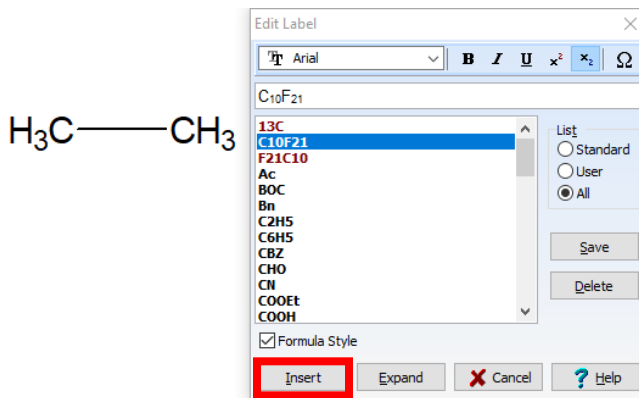 Edit Label
Arial B I U x² x₂ Ω
C₁₀F₂₁
H₃C CH₃
13C
C10F21
F21C10
Ac
BOC
Bn
C2H5
C6H5
CBZ
CHO
CN
COOEt
COOH
List
Standard
User
All
Save
Delete
Formula Style
Insert Expand Cancel ? Help